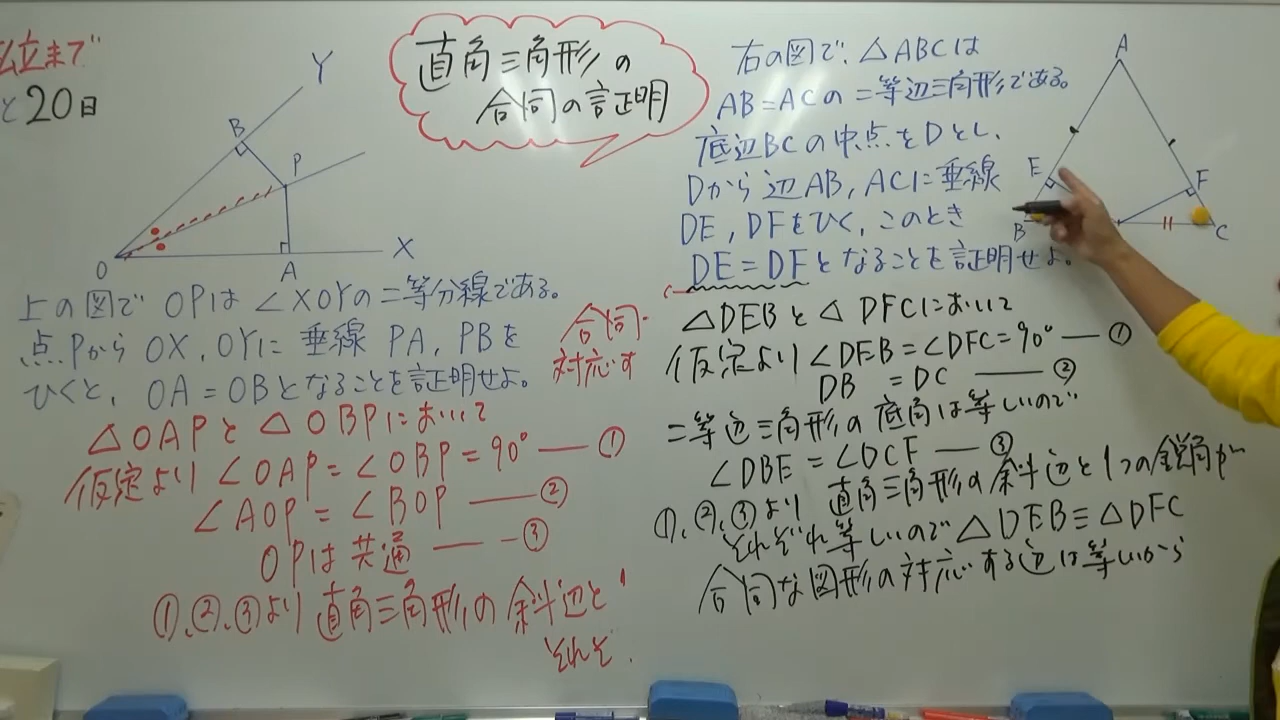 私立まで
と20日
直角三角形の
合同の証明
Y
B
P
O
A
X
上の図で OPは ∠XOYの二等分線である。
点Pから OX, OYに 垂線 PA, PBを
ひくと, OA=OBとなることを証明せよ。
△OAPと△OBPにおいて
仮定より ∠OAP=∠OBP=90° ①
∠AOP=∠BOP ②
OPは共通 ③
①,②,③より 直角三角形の斜辺と1
それぞ
合同
対応す
右の図で, △ABCは
AB=ACの二等辺三角形である。
底辺BCの中点をDとし,
Dから辺AB, ACに垂線
DE, DFをひく, このとき
DE=DFとなることを証明せよ。
A
E
F
B
C
△DEBと△DFCにおいて
仮定より∠DEB=∠DFC=90° ①
DB=DC ②
二等辺三角形の底角は等しいので
∠DBE=∠DCF ③
①,②,③より 直角三角形の斜辺と1つの鋭角が
それぞれ等しいので△DEB≡△DFC
合同な図形の対応する辺は等しいから